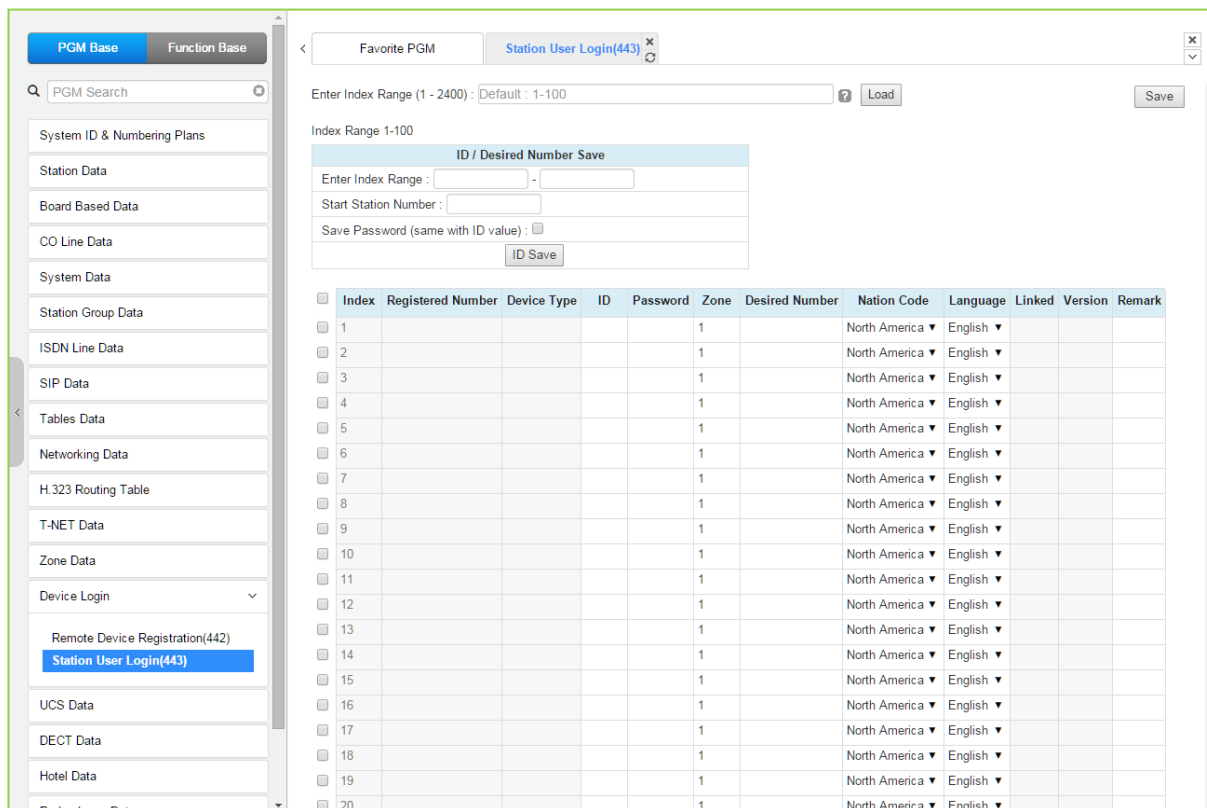 PGM Base Function Base
PGM Search
System ID & Numbering Plans
Station Data
Board Based Data
CO Line Data
System Data
Station Group Data
ISDN Line Data
SIP Data
Tables Data
Networking Data
H.323 Routing Table
T-NET Data
Zone Data
Device Login
Remote Device Registration(442)
Station User Login(443)
UCS Data
DECT Data
Hotel Data
Favorite PGM Station User Login(443)
Enter Index Range (1 - 2400) : Default : 1-100 Load Save
Index Range 1-100
ID / Desired Number Save
Enter Index Range : -
Start Station Number :
Save Password (same with ID value) :
ID Save
Index Registered Number Device Type ID Password Zone Desired Number Nation Code Language Linked Version Remark
1 1 North America English
2 1 North America English
3 1 North America English
4 1 North America English
5 1 North America English
6 1 North America English
7 1 North America English
8 1 North America English
9 1 North America English
10 1 North America English
11 1 North America English
12 1 North America English
13 1 North America English
14 1 North America English
15 1 North America English
16 1 North America English
17 1 North America English
18 1 North America English
19 1 North America English
20 1 North America English